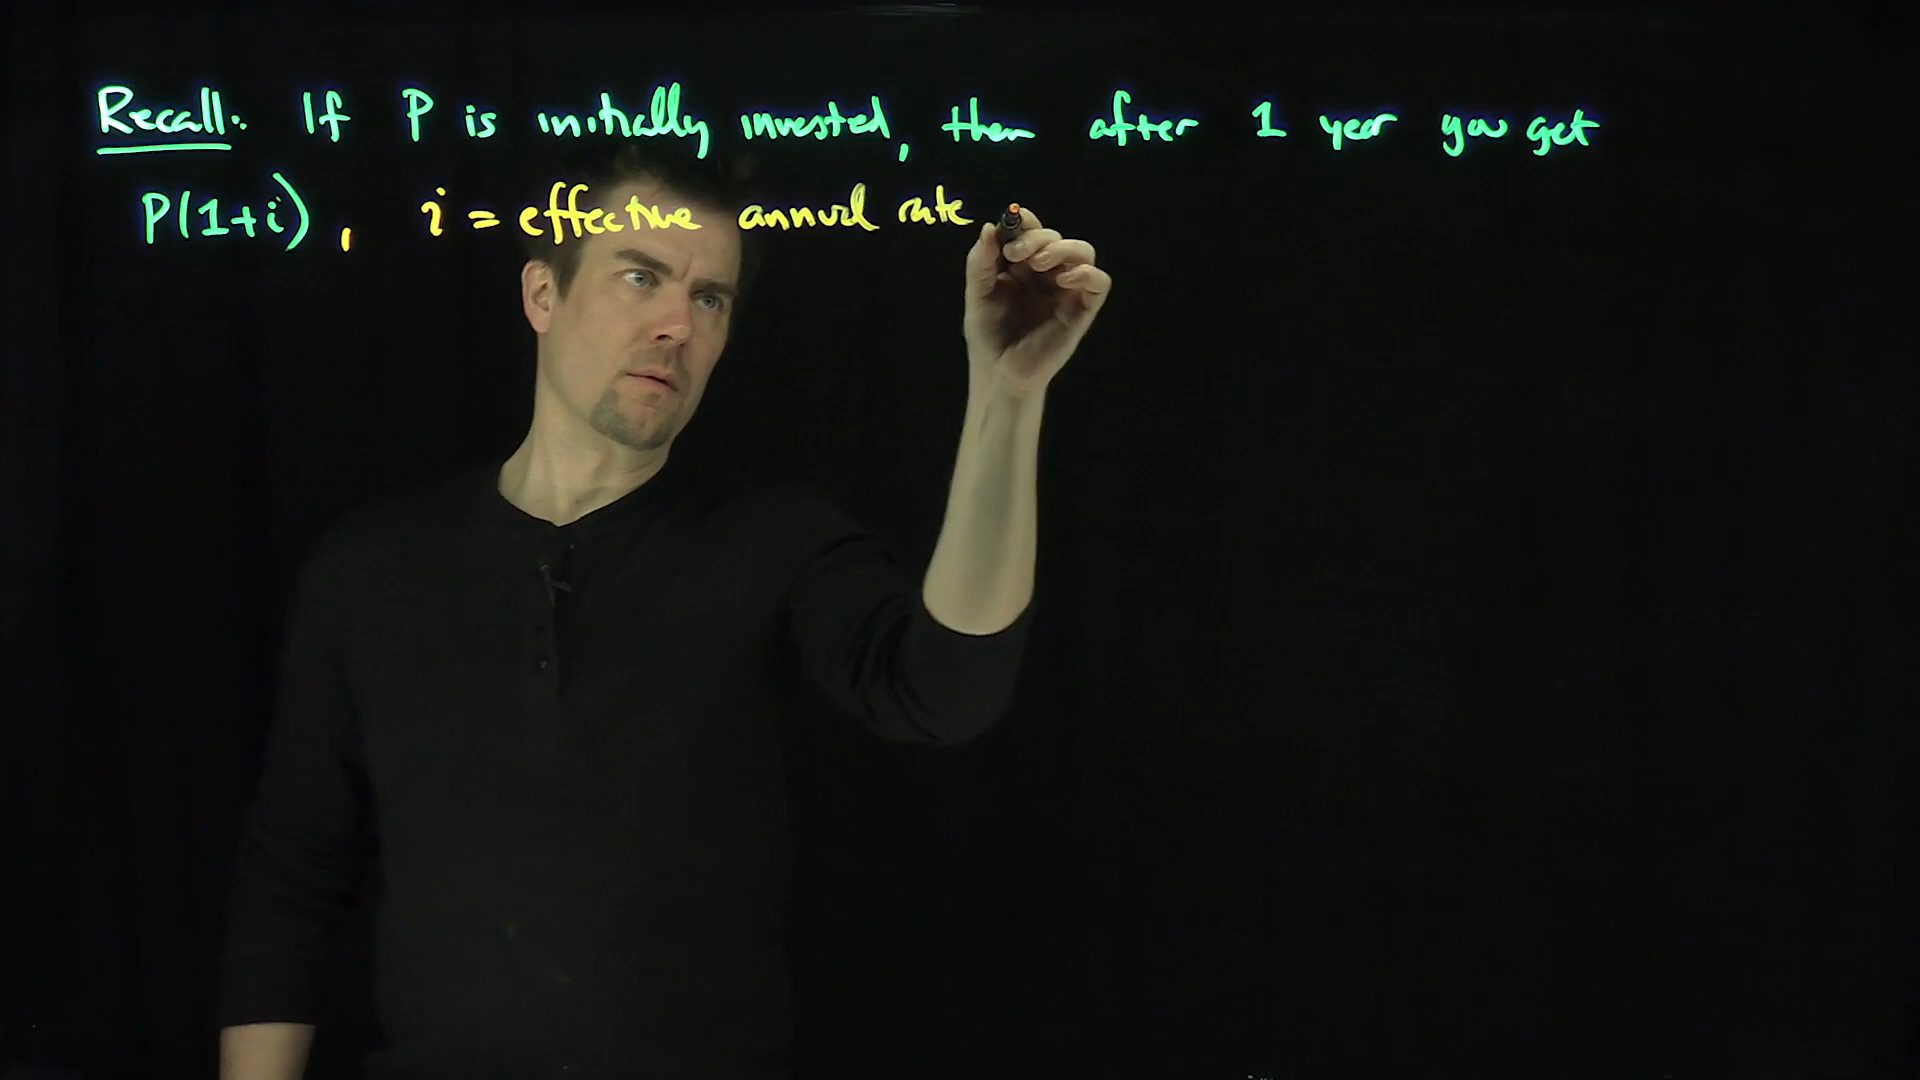 Recall: If P is initially invested, then after 1 year you get
P(1+i), i = effective annual rate